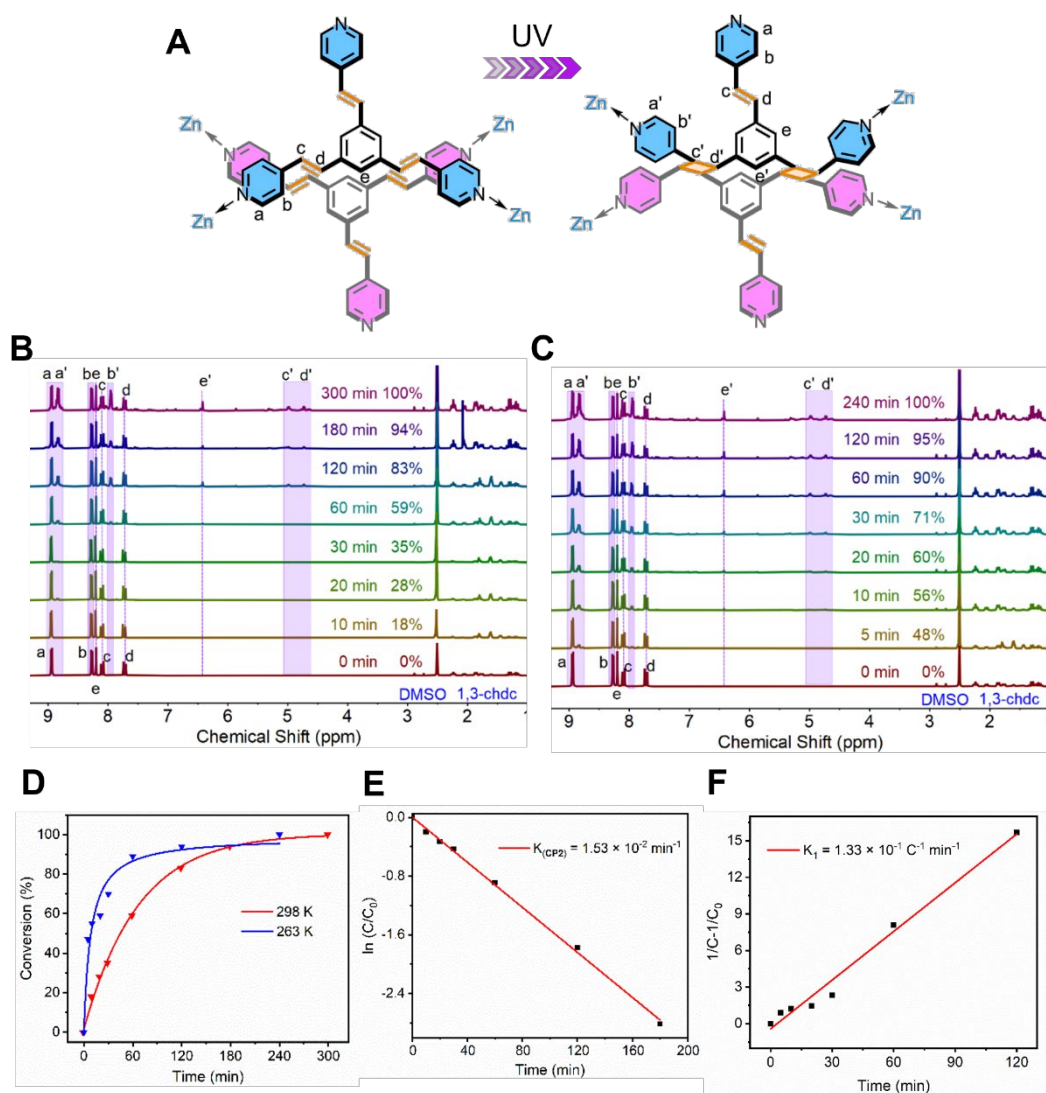 A
UV
N
a
b
c
d
e
Zn
Zn
N
N
c
d
e
a
b
Zn
N
N
Zn
N
Zn
N
a'
b'
c'
d'
e'
N
Zn
Zn
N
N
Zn
N
B
a a' be c b' d e' c' d'
300 min 100%
180 min 94%
120 min 83%
60 min 59%
30 min 35%
20 min 28%
10 min 18%
a b c d 0 min 0%
e
DMSO 1,3-chdc
9 8 7 6 5 4 3 2 1
Chemical Shift (ppm)
C
a a' be c b' d e' c' d'
240 min 100%
120 min 95%
60 min 90%
30 min 71%
20 min 60%
10 min 56%
5 min 48%
a b c d 0 min 0%
e
DMSO 1,3-chdc
9 8 7 6 5 4 3 2
Chemical Shift (ppm)
D
Conversion (%)
100
80
60
40
20
0
298 K
263 K
0 60 120 180 240 300
Time (min)
E
ln (C/C0)
0.0
-0.8
-1.6
-2.4
K(CP2) = 1.53 × 10-2 min-1
0 40 80 120 160 200
Time (min)
F
1/C-1/C0
15
12
9
6
3
0
K1 = 1.33 × 10-1 C-1 min-1
0 30 60 90 120
Time (min)